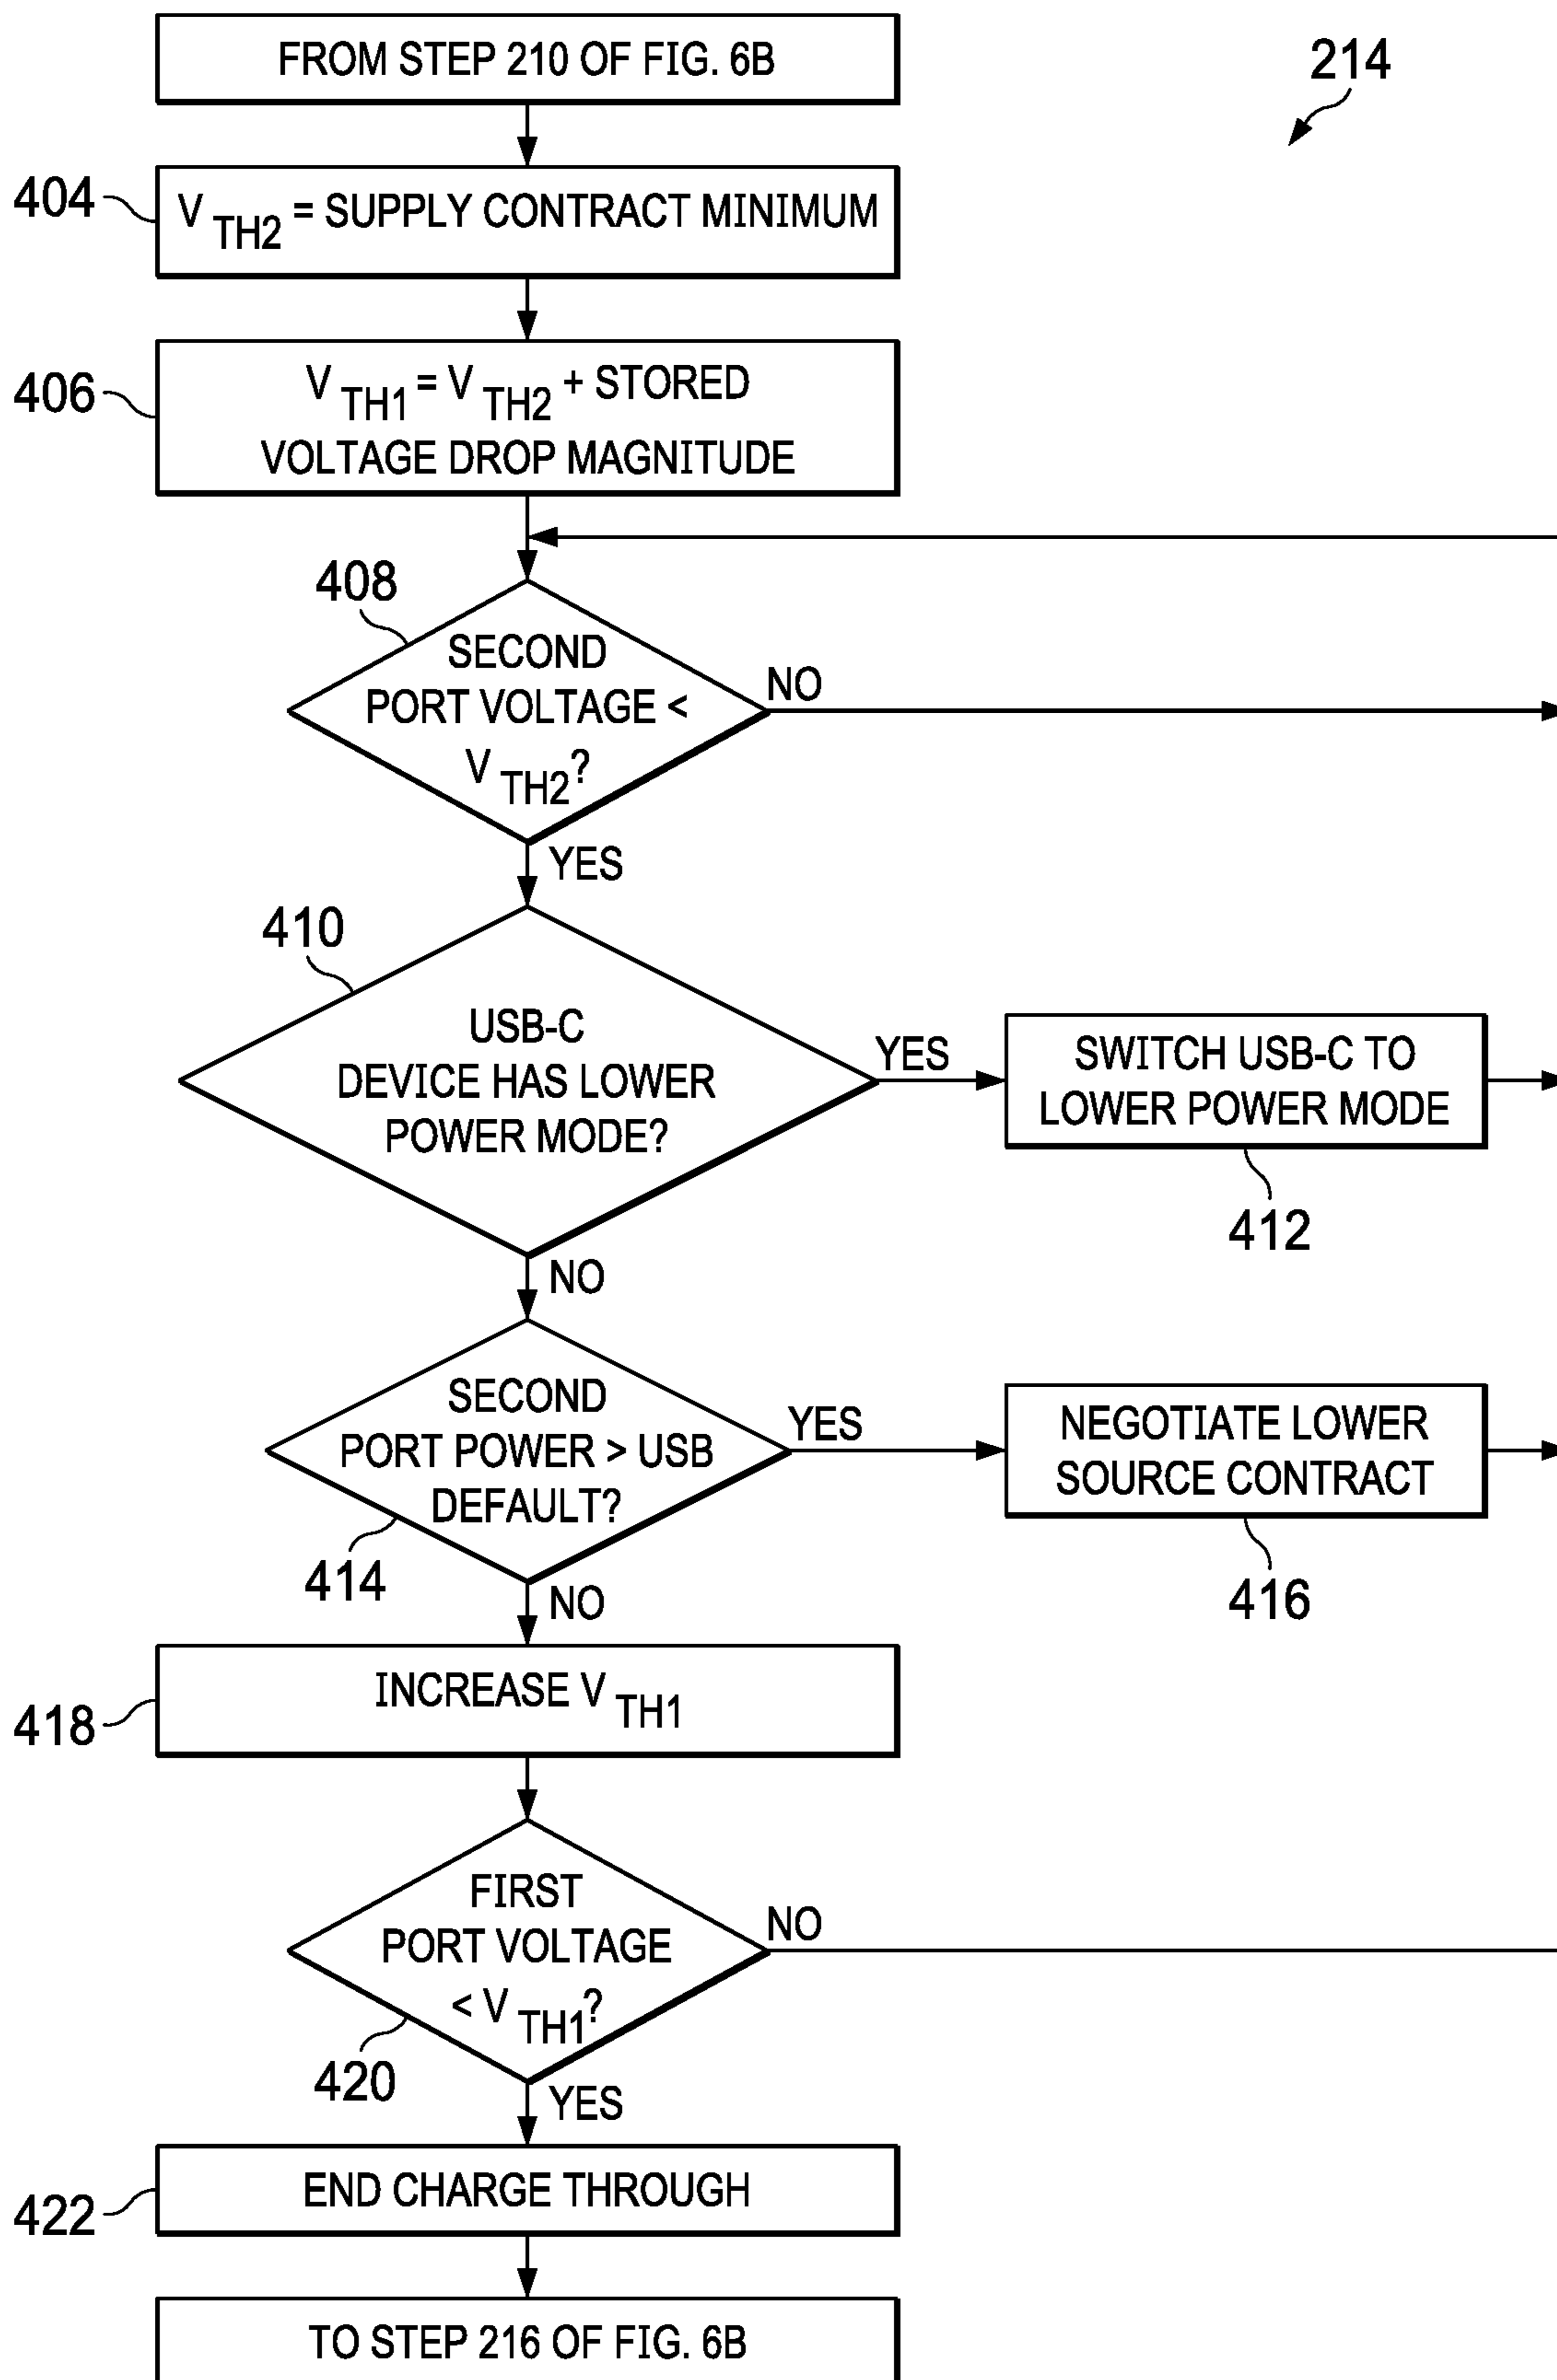 FROM STEP 210 OF FIG. 6B
214
404
V TH2 = SUPPLY CONTRACT MINIMUM
406
V TH1 = V TH2 + STORED
VOLTAGE DROP MAGNITUDE
408
SECOND
PORT VOLTAGE <
V TH2?
NO
YES
410
USB-C
DEVICE HAS LOWER
POWER MODE?
YES
SWITCH USB-C TO
LOWER POWER MODE
412
NO
SECOND
PORT POWER > USB
DEFAULT?
YES
NEGOTIATE LOWER
SOURCE CONTRACT
414
416
NO
418
INCREASE V TH1
FIRST
PORT VOLTAGE
< V TH1?
NO
420
YES
422
END CHARGE THROUGH
TO STEP 216 OF FIG. 6B